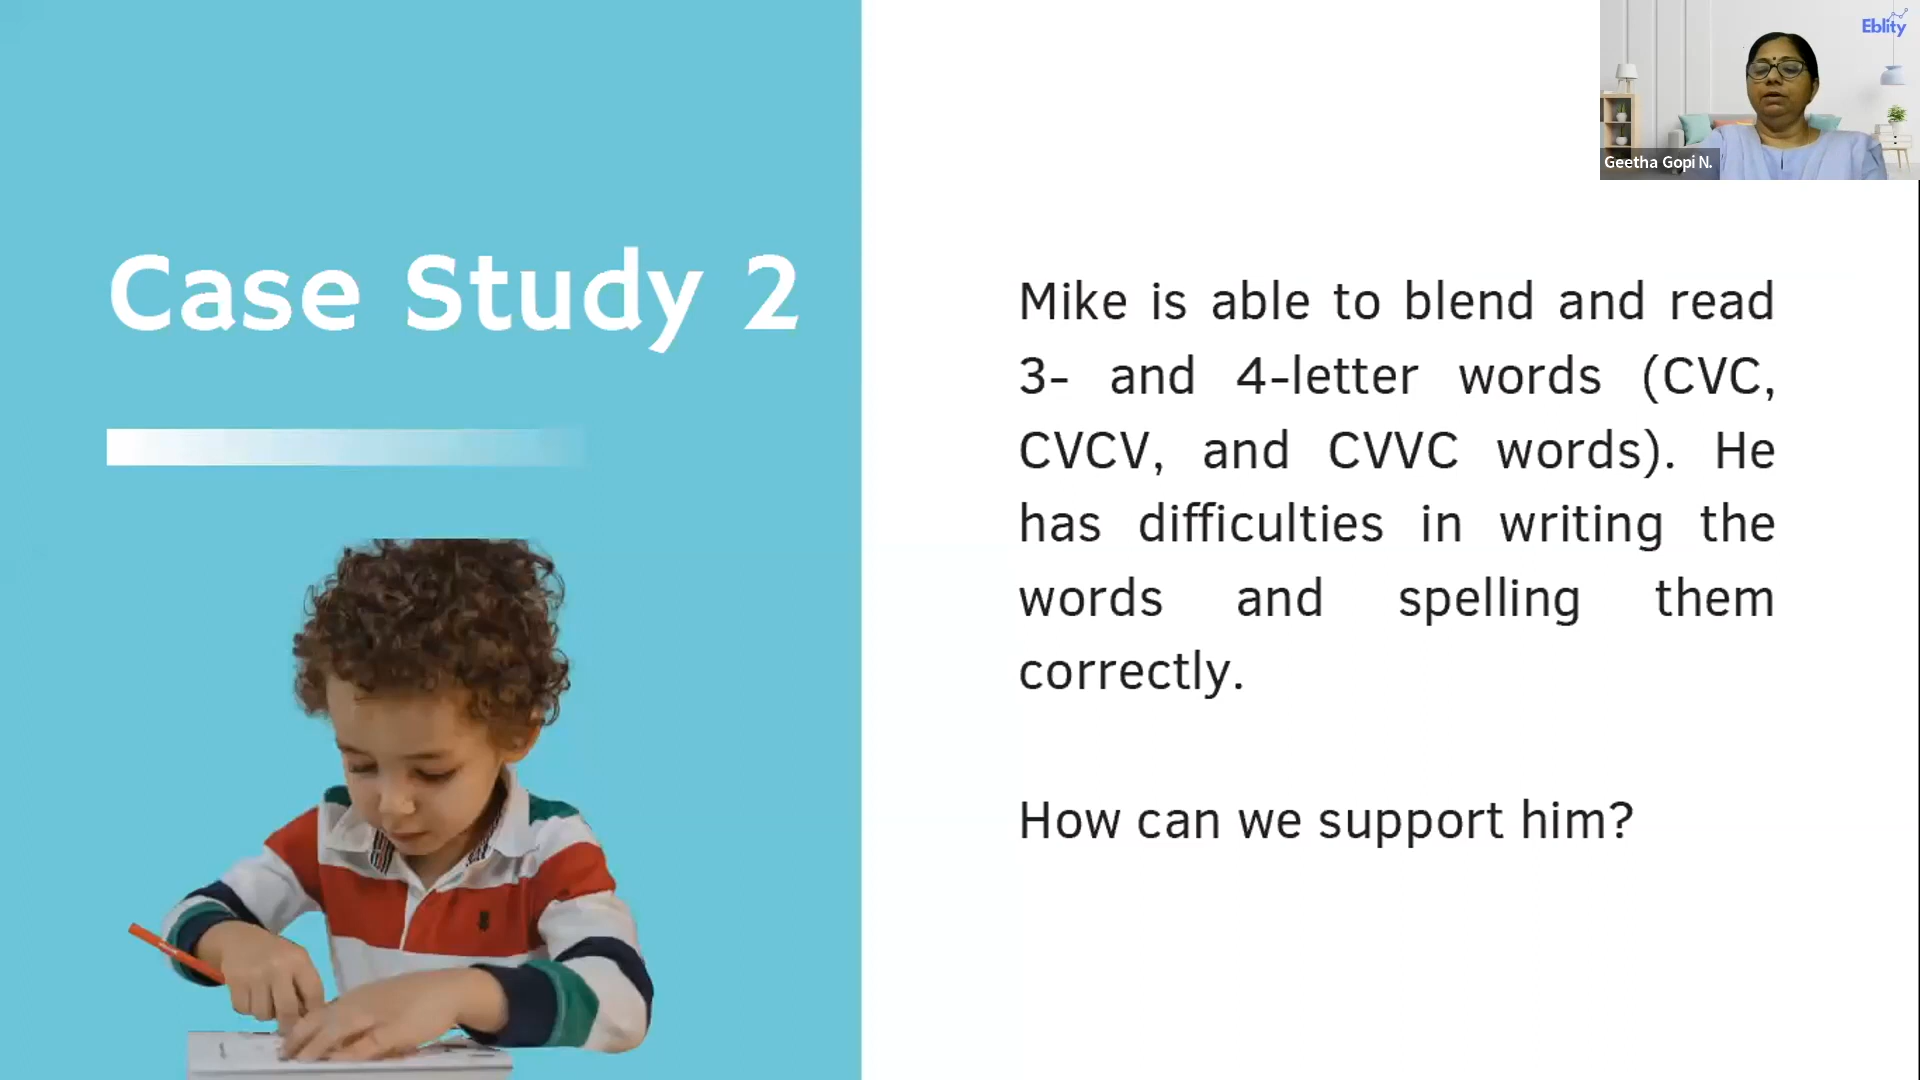 Eblity
Geetha Gopi N.
Case Study 2
Mike is able to blend and read
3- and 4-letter words (CVC,
CVCV, and CVVC words). He
has difficulties in writing the
words and spelling them
correctly.
How can we support him?